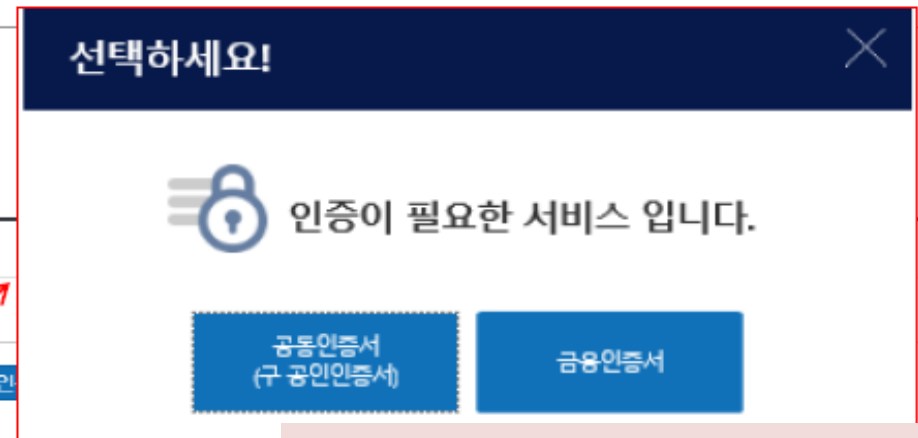 선택하세요!
인증이 필요한 서비스 입니다.
공동인증서
(구 공인인증서)
금융인증서